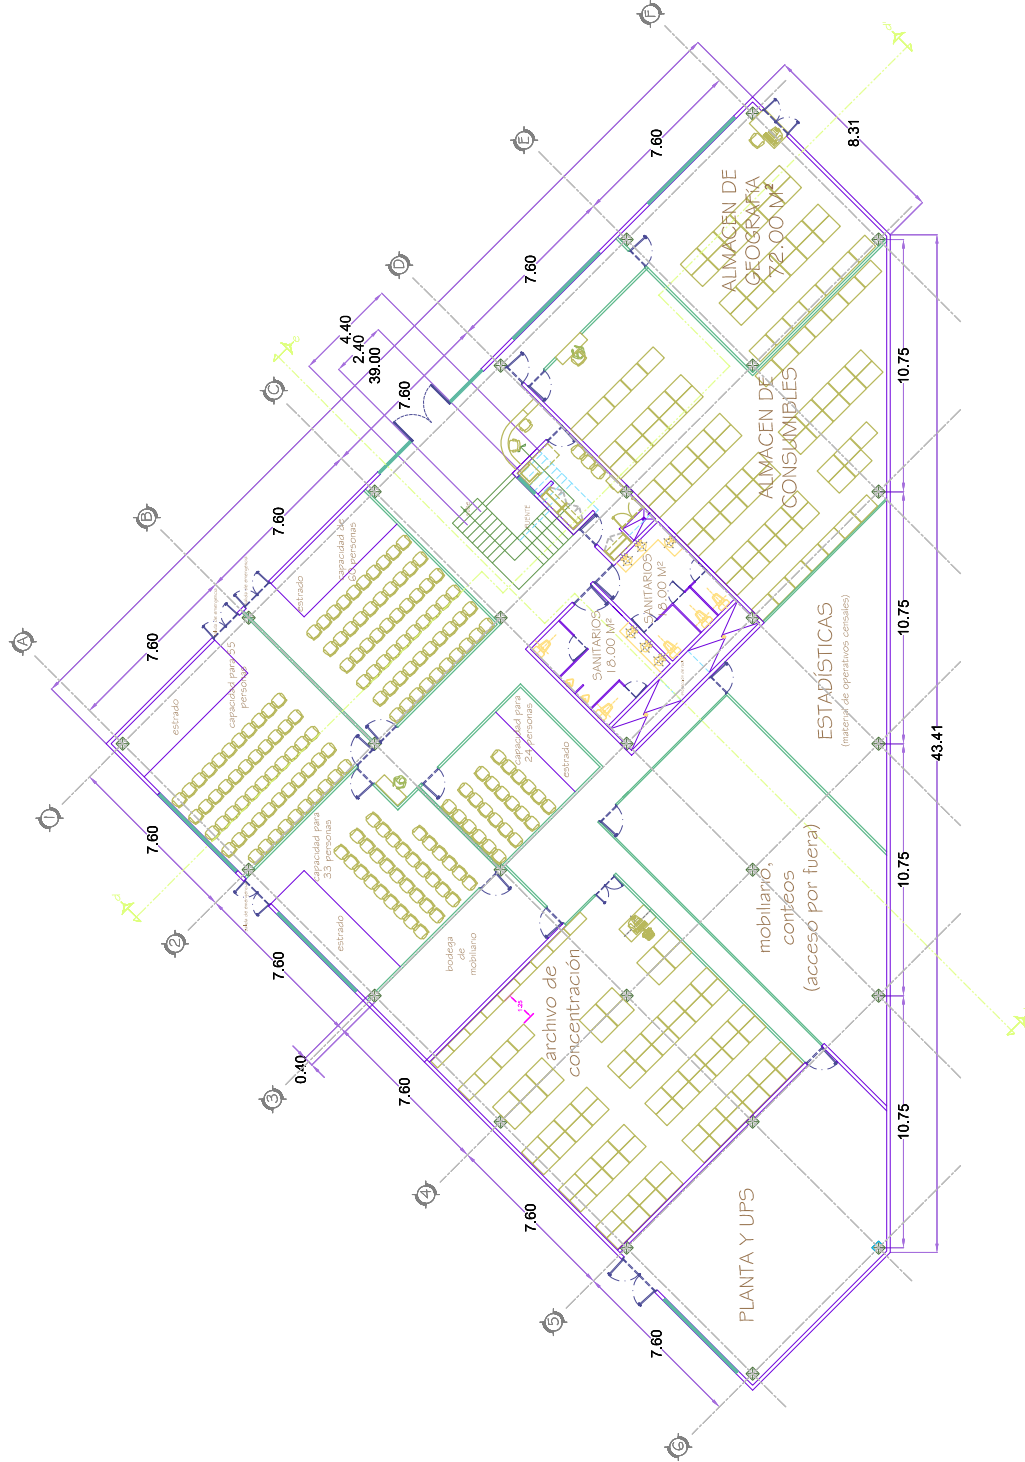 F
E
D
C
B
A
1
2
3
4
5
6
7.60
8.31
7.60
4.40
2.40
39.00
7.60
7.60
7.60
7.60
7.60
0.40
7.60
7.60
7.60
10.75
10.75
10.75
10.75
43.41
ALMACEN DE
GEOGRAFIA
72.00 M²
ALMACEN DE
CONSUMIBLES
ESTADISTICAS
(material de operativos censales)
SANITARIOS
18.00 M²
SANITARIOS
18.00 M²
estrado
capacidad de
60 personas
estrado
capacidad para 55
personas
capacidad para
24 personas
estrado
capacidad para
33 personas
estrado
bodega
de
mobiliario
archivo de
concentración
1.25
mobiliario,
conteos
(acceso por fuera)
PLANTA Y UPS